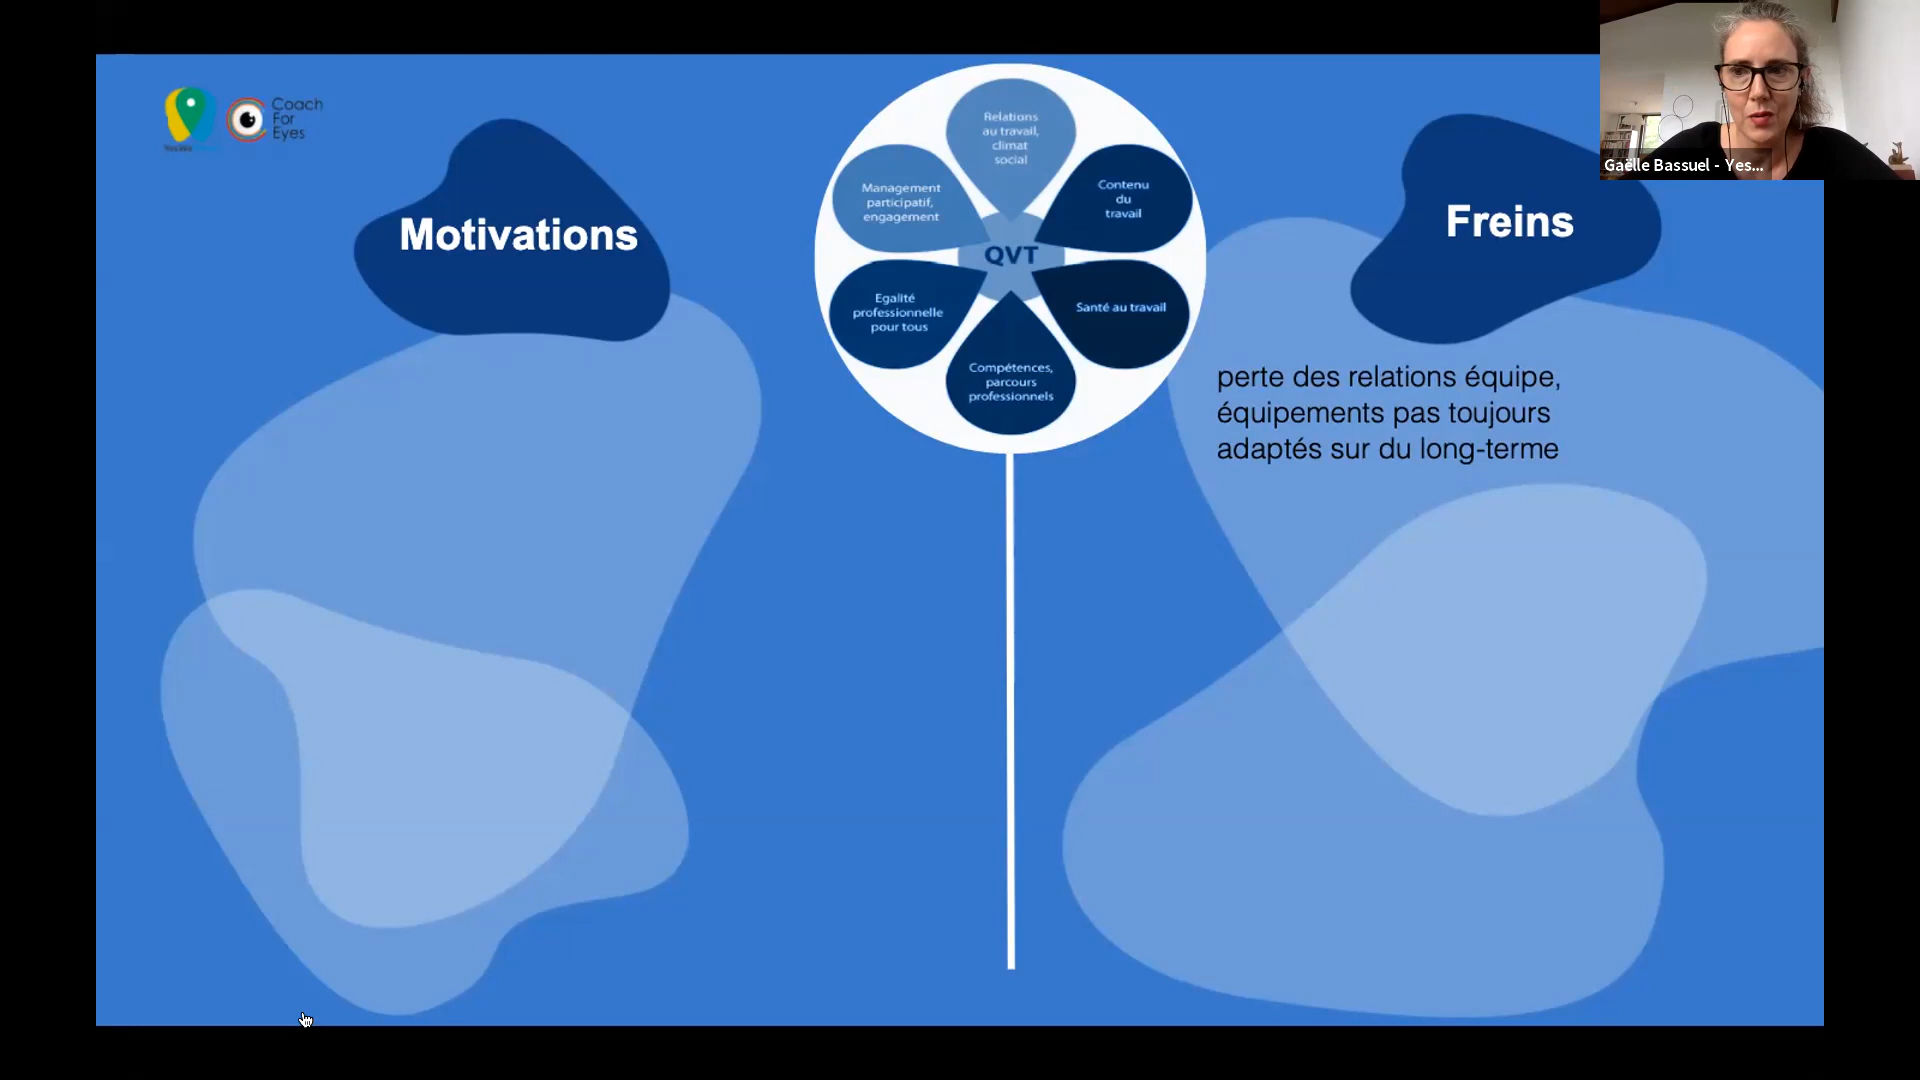 Coach
For
Eyes
Motivations
Relations
au travail,
climat
social
Management
participatif,
engagement
Contenu
du
travail
QVT
Egalité
professionnelle
pour tous
Santé au travail
Compétences,
parcours
professionnels
Freins
perte des relations équipe,
équipements pas toujours
adaptés sur du long-terme
Gaëlle Bassuel - Yes...